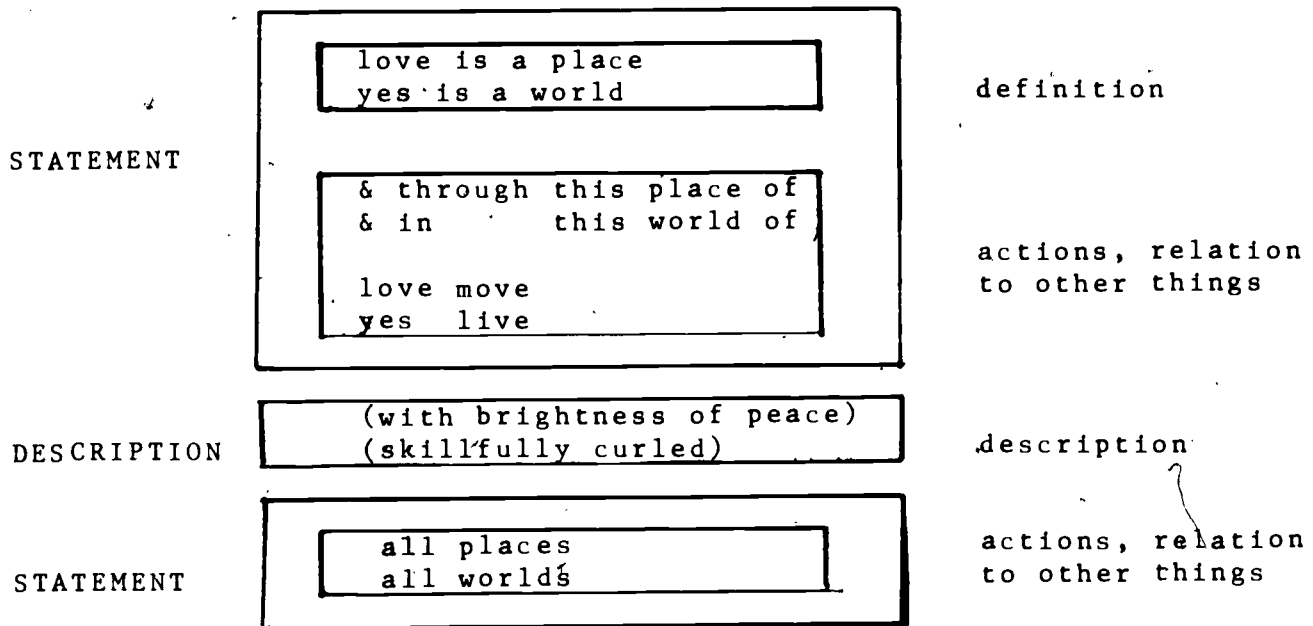 love is a place
yes is a world
definition
STATEMENT
& through this place of
& in this world of
love move
yes live
actions, relation
to other things
(with brightness of peace)
(skillfully curled)
DESCRIPTION
description
all places
all worlds
STATEMENT
actions, relation
to other things